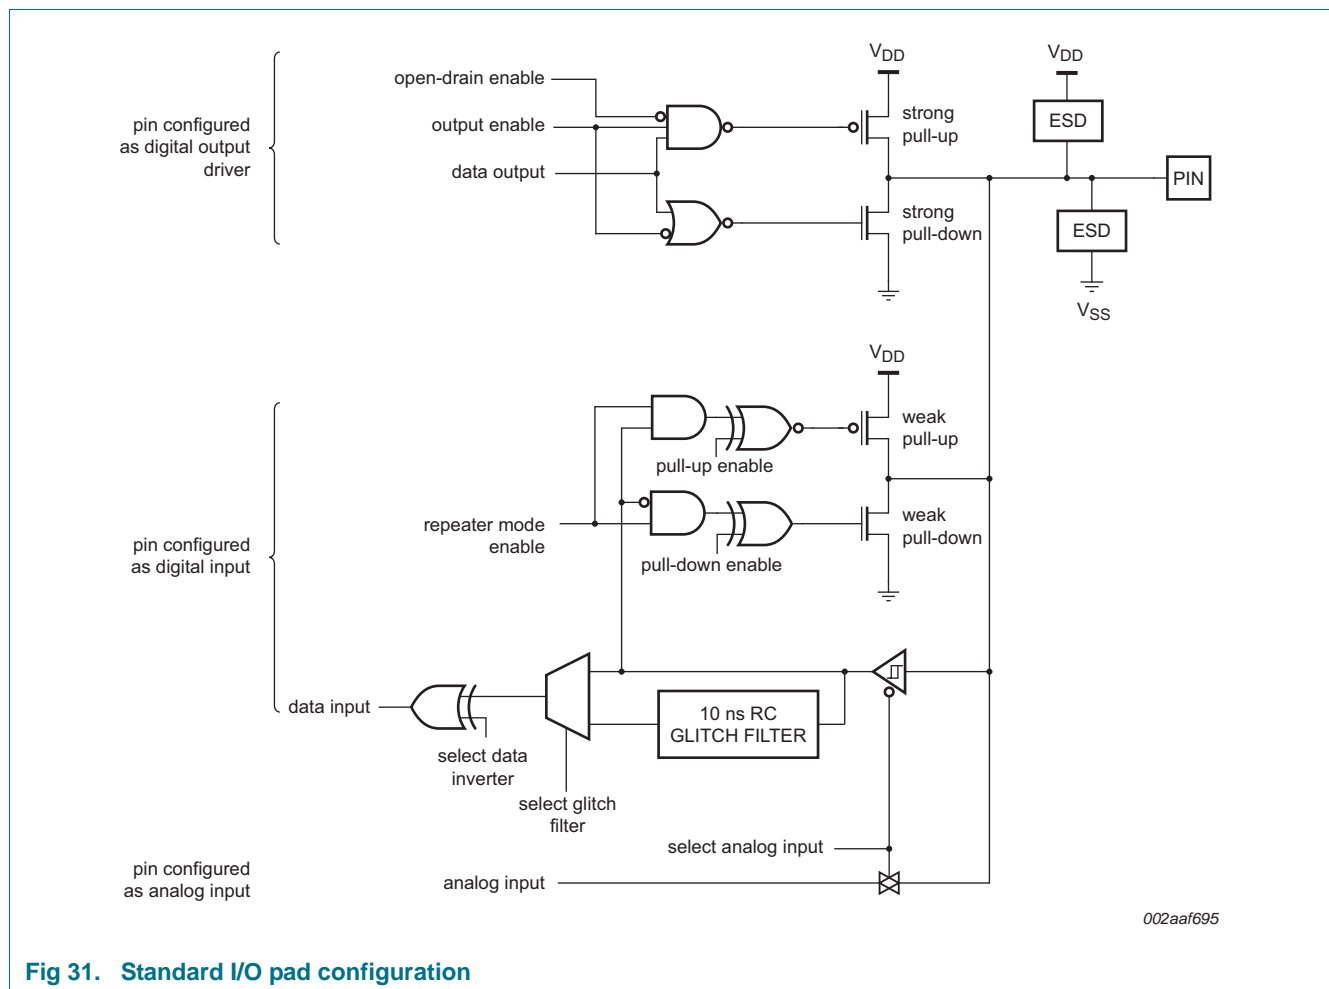 VDD
VDD
open-drain enable
strong
pull-up
ESD
pin configured
as digital output
driver
output enable
data output
PIN
strong
pull-down
ESD
VSS
VDD
weak
pull-up
pull-up enable
repeater mode
enable
weak
pull-down
pin configured
as digital input
pull-down enable
data input
10 ns RC
GLITCH FILTER
select data
inverter
select glitch
filter
select analog input
pin configured
as analog input
analog input
002aaf695
Fig 31. Standard I/O pad configuration